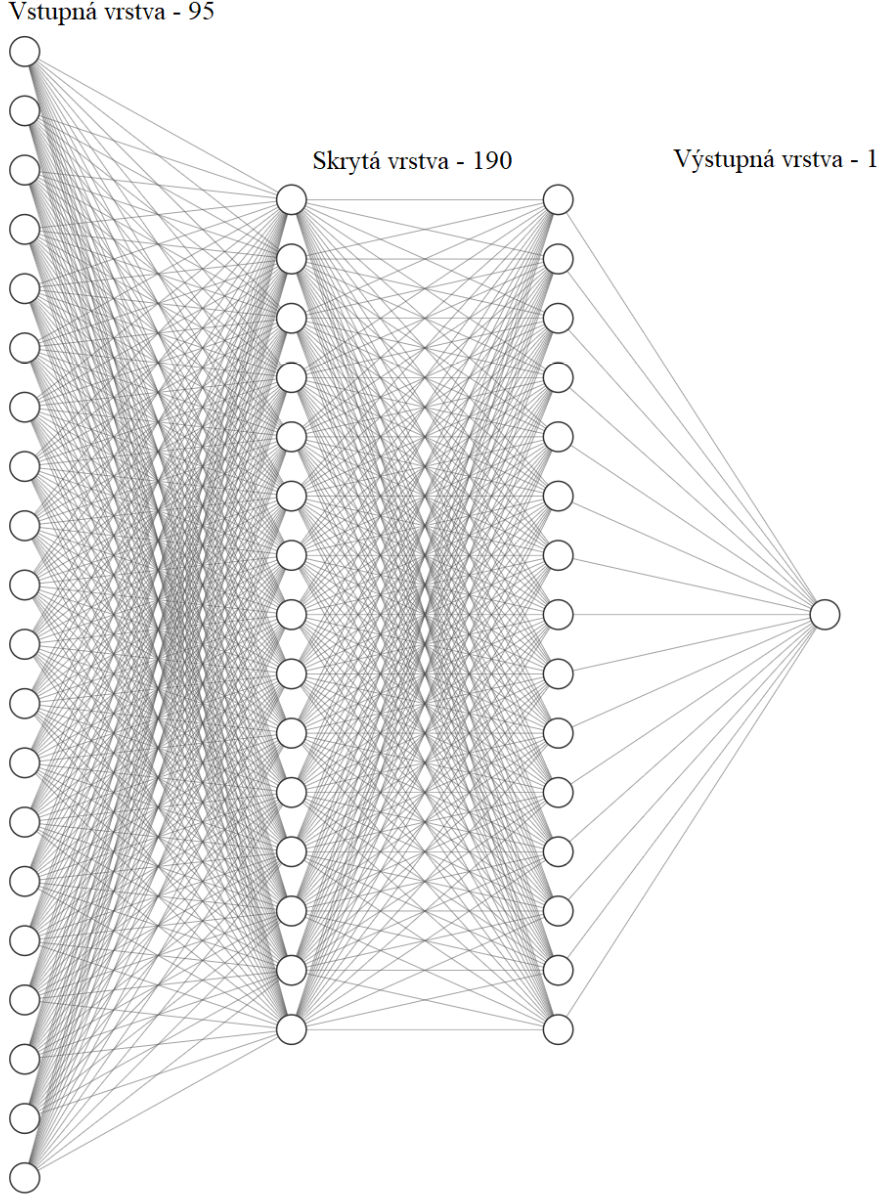 Vstupná vrstva - 95
Skrytá vrstva - 190
Výstupná vrstva - 1